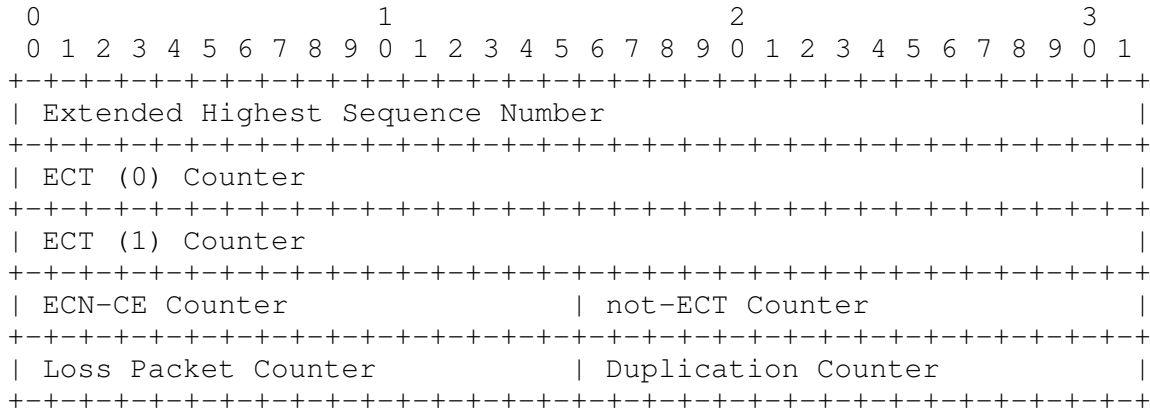 0                   1                   2                   3
 0 1 2 3 4 5 6 7 8 9 0 1 2 3 4 5 6 7 8 9 0 1 2 3 4 5 6 7 8 9 0 1
+-+-+-+-+-+-+-+-+-+-+-+-+-+-+-+-+-+-+-+-+-+-+-+-+-+-+-+-+-+-+-+-+
| Extended Highest Sequence Number                              |
+-+-+-+-+-+-+-+-+-+-+-+-+-+-+-+-+-+-+-+-+-+-+-+-+-+-+-+-+-+-+-+-+
| ECT (0) Counter                                               |
+-+-+-+-+-+-+-+-+-+-+-+-+-+-+-+-+-+-+-+-+-+-+-+-+-+-+-+-+-+-+-+-+
| ECT (1) Counter                                               |
+-+-+-+-+-+-+-+-+-+-+-+-+-+-+-+-+-+-+-+-+-+-+-+-+-+-+-+-+-+-+-+-+
| ECN-CE Counter                | not-ECT Counter               |
+-+-+-+-+-+-+-+-+-+-+-+-+-+-+-+-+-+-+-+-+-+-+-+-+-+-+-+-+-+-+-+-+
| Loss Packet Counter           | Duplication Counter           |
+-+-+-+-+-+-+-+-+-+-+-+-+-+-+-+-+-+-+-+-+-+-+-+-+-+-+-+-+-+-+-+-+